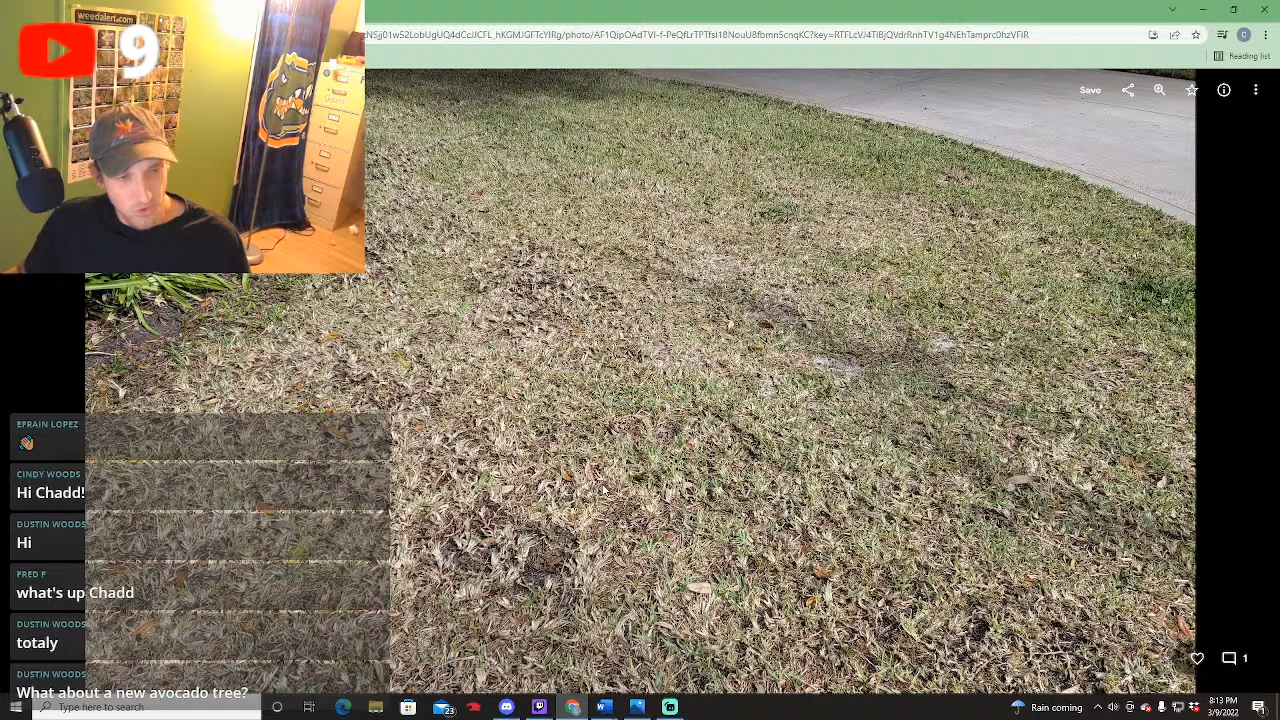 weedalert.com
9
Save
Reading list
EFRAIN LOPEZ
CINDY WOODS
Hi Chadd!
DUSTIN WOODS
Hi
FRED F
what's up Chadd
DUSTIN WOODS
totaly
DUSTIN WOODS
What about a new avocado tree?
1
Type here to search
23
Rain coming
8:13 PM
3/9/2022